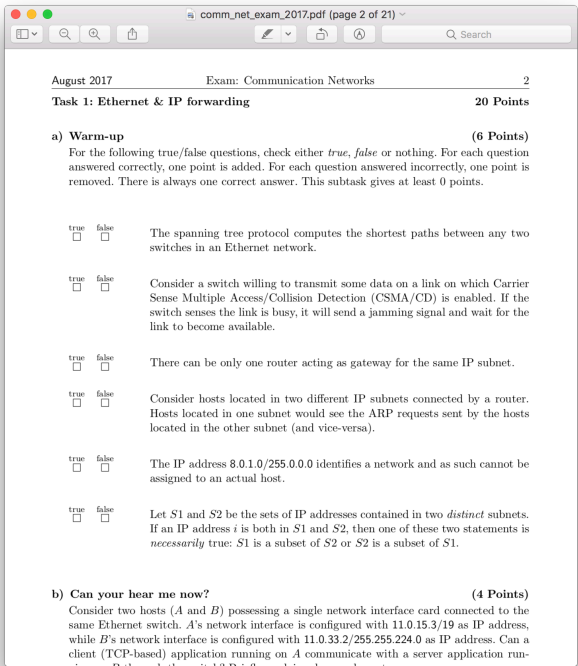 comm_net_exam_2017.pdf (page 2 of 21)
Search
August 2017 Exam: Communication Networks 2
Task 1: Ethernet & IP forwarding 20 Points
a) Warm-up (6 Points)
For the following true/false questions, check either true, false or nothing. For each question
answered correctly, one point is added. For each question answered incorrectly, one point is
removed. There is always one correct answer. This subtask gives at least 0 points.
true false
The spanning tree protocol computes the shortest paths between any two
switches in an Ethernet network.
true false
Consider a switch willing to transmit some data on a link on which Carrier
Sense Multiple Access/Collision Detection (CSMA/CD) is enabled. If the
switch senses the link is busy, it will send a jamming signal and wait for the
link to become available.
true false
There can be only one router acting as gateway for the same IP subnet.
true false
Consider hosts located in two different IP subnets connected by a router.
Hosts located in one subnet would see the ARP requests sent by the hosts
located in the other subnet (and vice-versa).
true false
The IP address 8.0.1.0/255.0.0.0 identifies a network and as such cannot be
assigned to an actual host.
true false
Let S1 and S2 be the sets of IP addresses contained in two distinct subnets.
If an IP address i is both in S1 and S2, then one of these two statements is
necessarily true: S1 is a subset of S2 or S2 is a subset of S1.
b) Can your hear me now? (4 Points)
Consider two hosts (A and B) possessing a single network interface card connected to the
same Ethernet switch. A's network interface is configured with 11.0.15.3/19 as IP address,
while B's network interface is configured with 11.0.33.2/255.255.224.0 as IP address. Can a
client (TCP-based) application running on A communicate with a server application run-